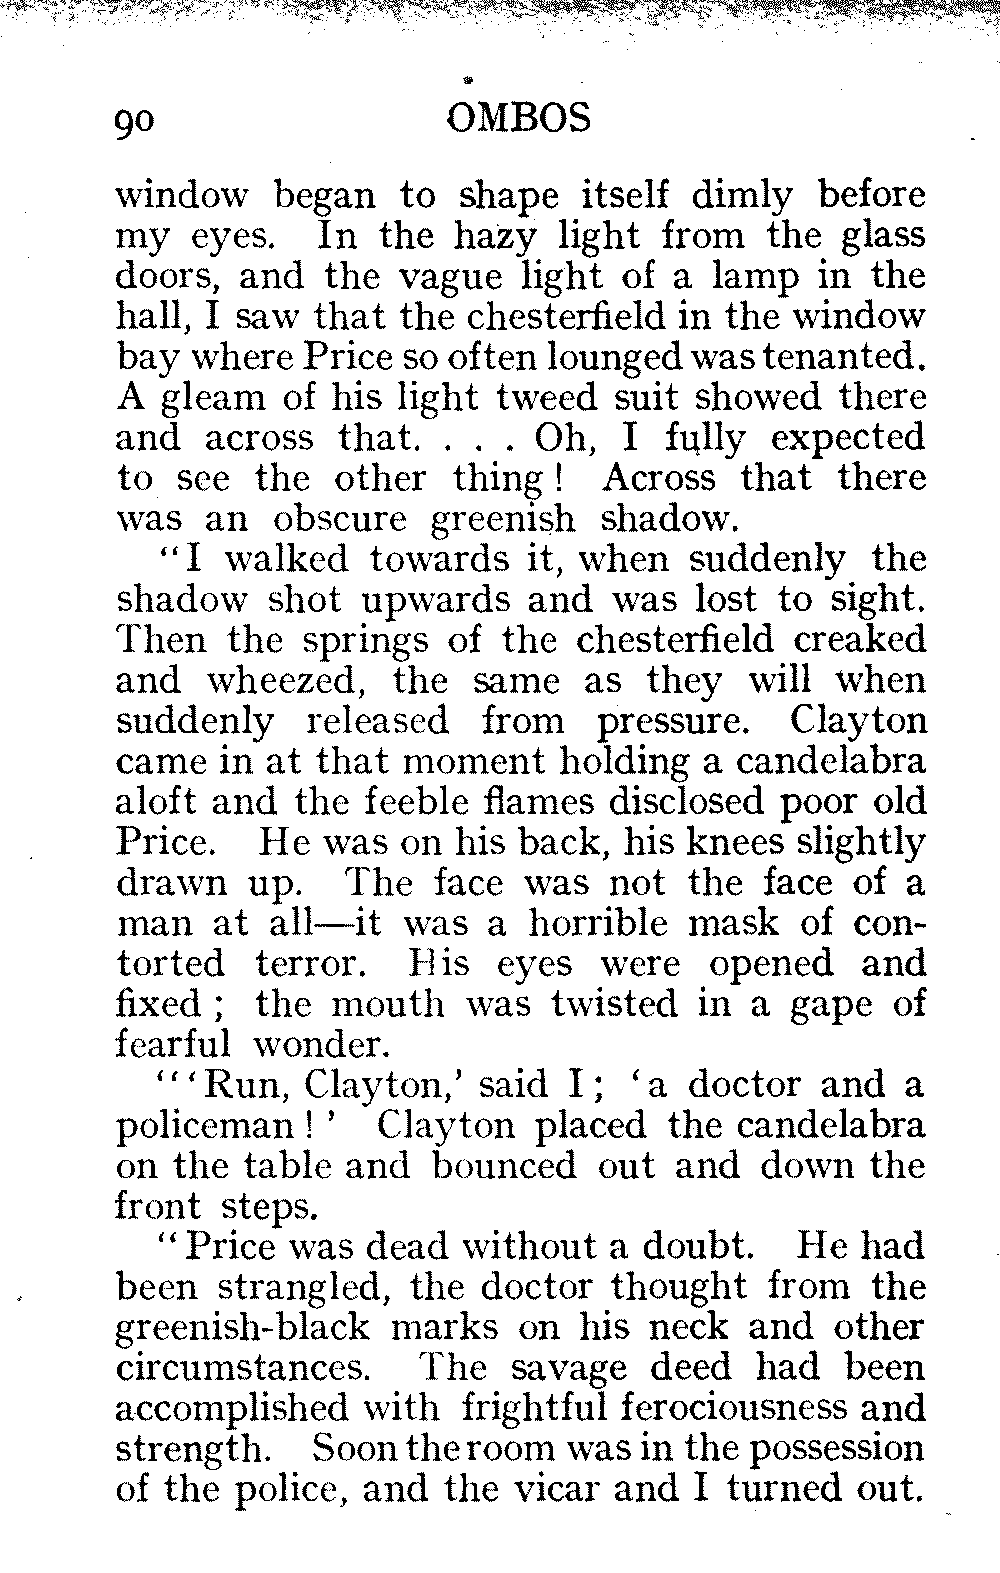 90 OMBOS
window began to shape itself dimly before
my eyes. In the hazy light from the glass
doors, and the vague light of a lamp in the
hall, I saw that the chesterfield in the window
bay where Price so often lounged was tenanted.
A gleam of his light tweed suit showed there
and across that. . . . Oh, I fully expected
to see the other thing! Across that there
was an obscure greenish shadow.
"I walked towards it, when suddenly the
shadow shot upwards and was lost to sight.
Then the springs of the chesterfield creaked
and wheezed, the same as they will when
suddenly released from pressure. Clayton
came in at that moment holding a candelabra
aloft and the feeble flames disclosed poor old
Price. He was on his back, his knees slightly
drawn up. The face was not the face of a
man at all—it was a horrible mask of con-
torted terror. His eyes were opened and
fixed; the mouth was twisted in a gape of
fearful wonder.
"'Run, Clayton,' said I; 'a doctor and a
policeman!' Clayton placed the candelabra
on the table and bounced out and down the
front steps.
"Price was dead without a doubt. He had
been strangled, the doctor thought from the
greenish-black marks on his neck and other
circumstances. The savage deed had been
accomplished with frightful ferociousness and
strength. Soon the room was in the possession
of the police, and the vicar and I turned out.